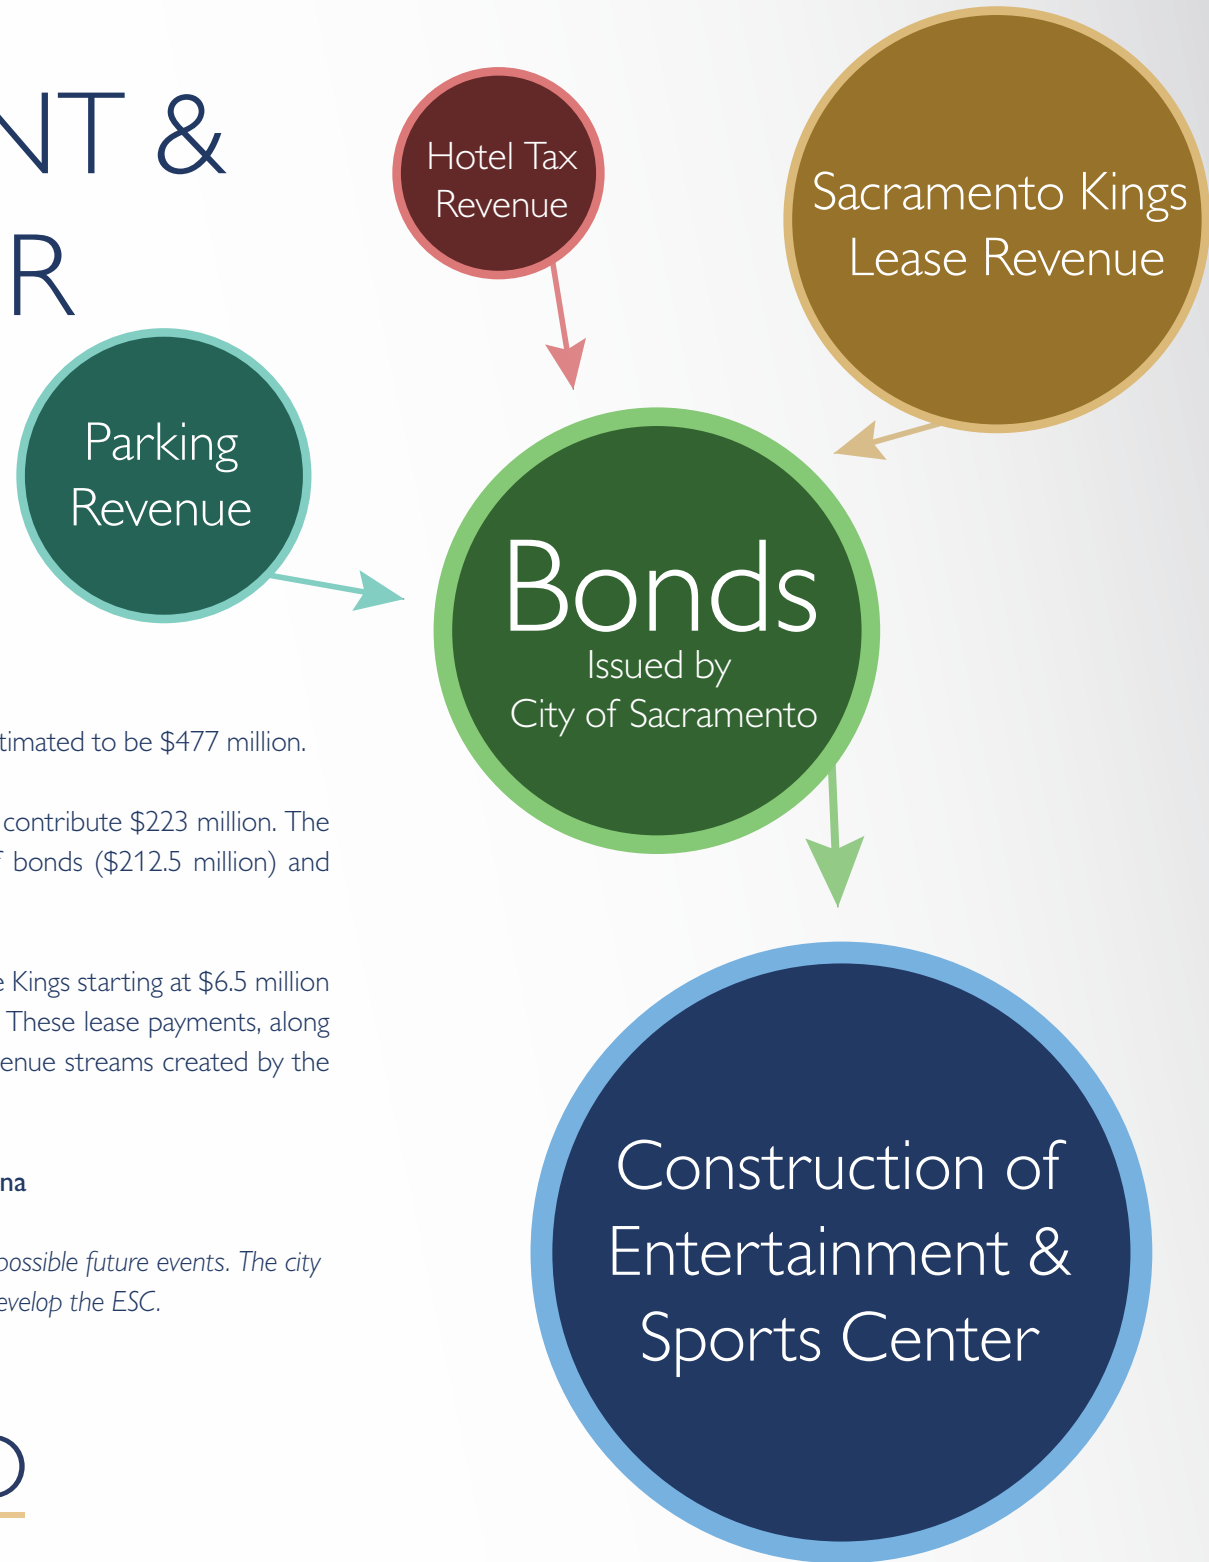 NT &
R
Hotel Tax
Revenue
Sacramento Kings
Lease Revenue
Parking
Revenue
Bonds
Issued by
City of Sacramento
timated to be $477 million.
contribute $223 million. The
f bonds ($212.5 million) and
e Kings starting at $6.5 million
These lease payments, along
enue streams created by the
na
possible future events. The city
evelop the ESC.
Construction of
Entertainment &
Sports Center
O